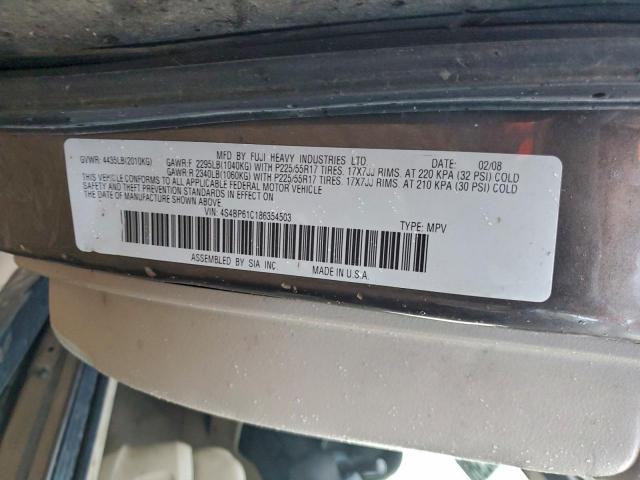 MFD BY FUJI HEAVY INDUSTRIES LTD 02/08
GVWR: 4435LB(2010KG) GAWR:F 2295LB(1040KG) WITH P225/55R17 TIRES. 17X7JJ RIMS. AT 220 KPA (32 PSI) COLD
GAWR:R 2340LB(1060KG) WITH P225/55R17 TIRES. 17X7JJ RIMS. AT 210 KPA (30 PSI) COLD
THIS VEHICLE CONFORMS TO ALL APPLICABLE FEDERAL MOTOR VEHICLE
SAFETY AND THEFT PREVENTION STANDARDS IN EFFECT ON
THE DATE OF MANUFACTURE SHOWN ABOVE.
VIN: 4S4BP61C186354503 TYPE: MPV
ASSEMBLED BY SIA INC. MADE IN U.S.A.